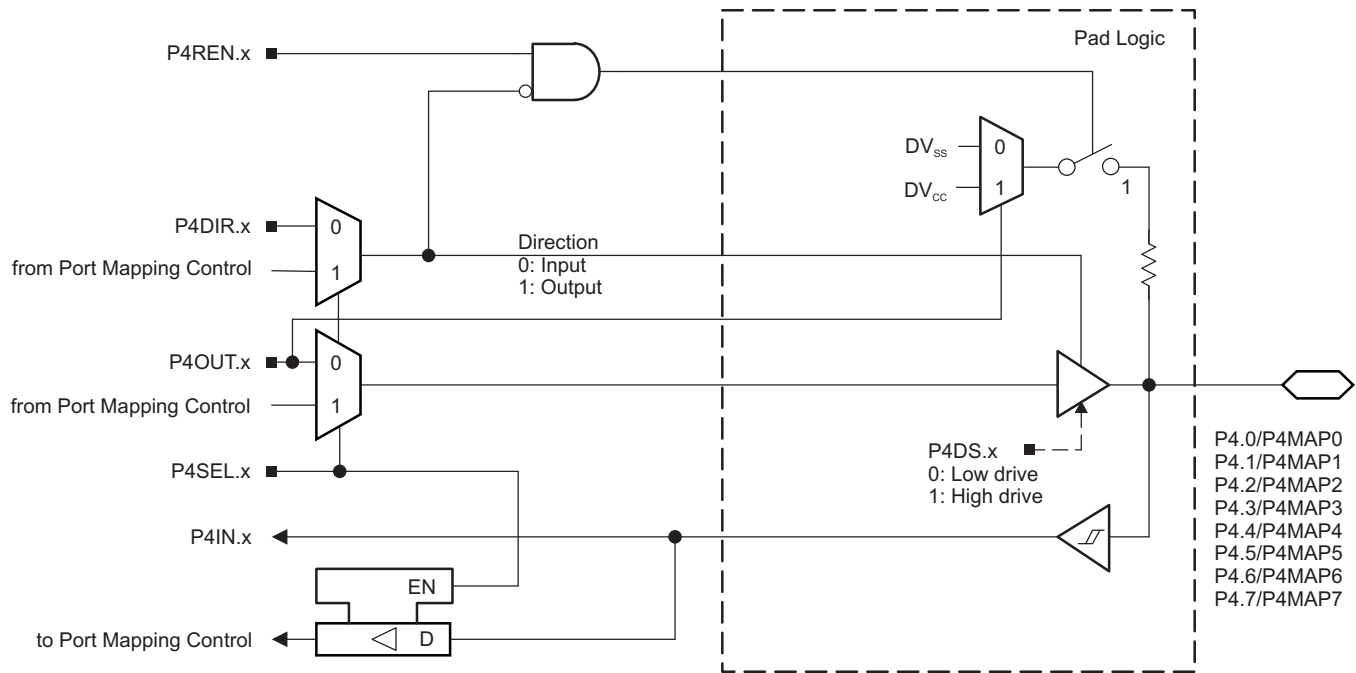 Pad Logic
P4REN.x
DVSS
0
DVCC
1
1
P4DIR.x
0
from Port Mapping Control
1
Direction
0: Input
1: Output
P4OUT.x
0
from Port Mapping Control
1
P4SEL.x
P4DS.x
0: Low drive
1: High drive
P4IN.x
EN
to Port Mapping Control
D
P4.0/P4MAP0
P4.1/P4MAP1
P4.2/P4MAP2
P4.3/P4MAP3
P4.4/P4MAP4
P4.5/P4MAP5
P4.6/P4MAP6
P4.7/P4MAP7